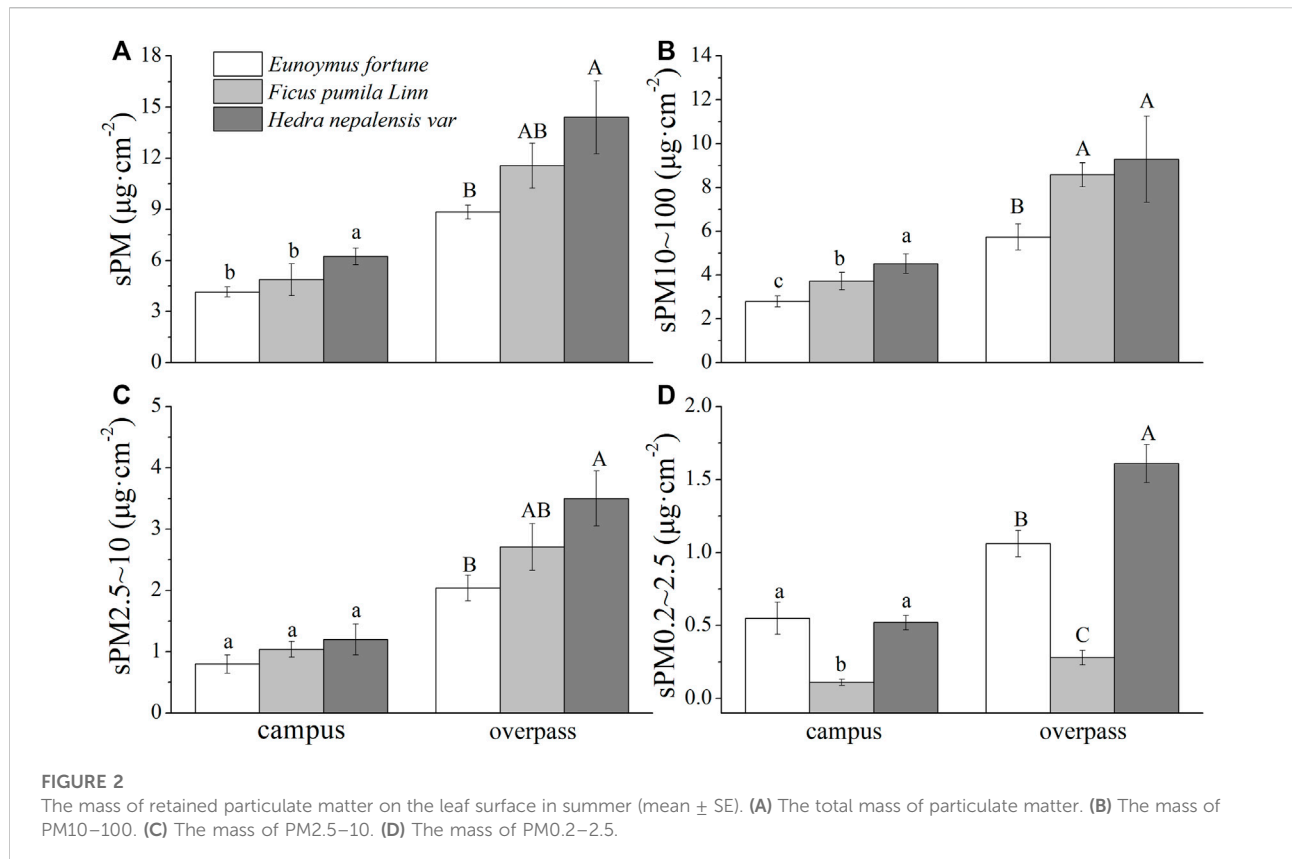 A
18
15
12
9
6
3
0
sPM (μg·cm⁻²)
Eunoymus fortune
Ficus pumila Linn
Hedra nepalensis var
b
b
a
B
AB
A
B
14
12
10
8
6
4
2
0
sPM10~100 (μg·cm⁻²)
c
b
a
B
A
A
C
5
4
3
2
1
0
sPM2.5~10 (μg·cm⁻²)
a
a
a
B
AB
A
campus
overpass
D
2.0
1.5
1.0
0.5
0.0
sPM0.2~2.5 (μg·cm⁻²)
a
b
a
B
C
A
campus
overpass
FIGURE 2
The mass of retained particulate matter on the leaf surface in summer (mean ± SE). (A) The total mass of particulate matter. (B) The mass of
PM10–100. (C) The mass of PM2.5–10. (D) The mass of PM0.2–2.5.